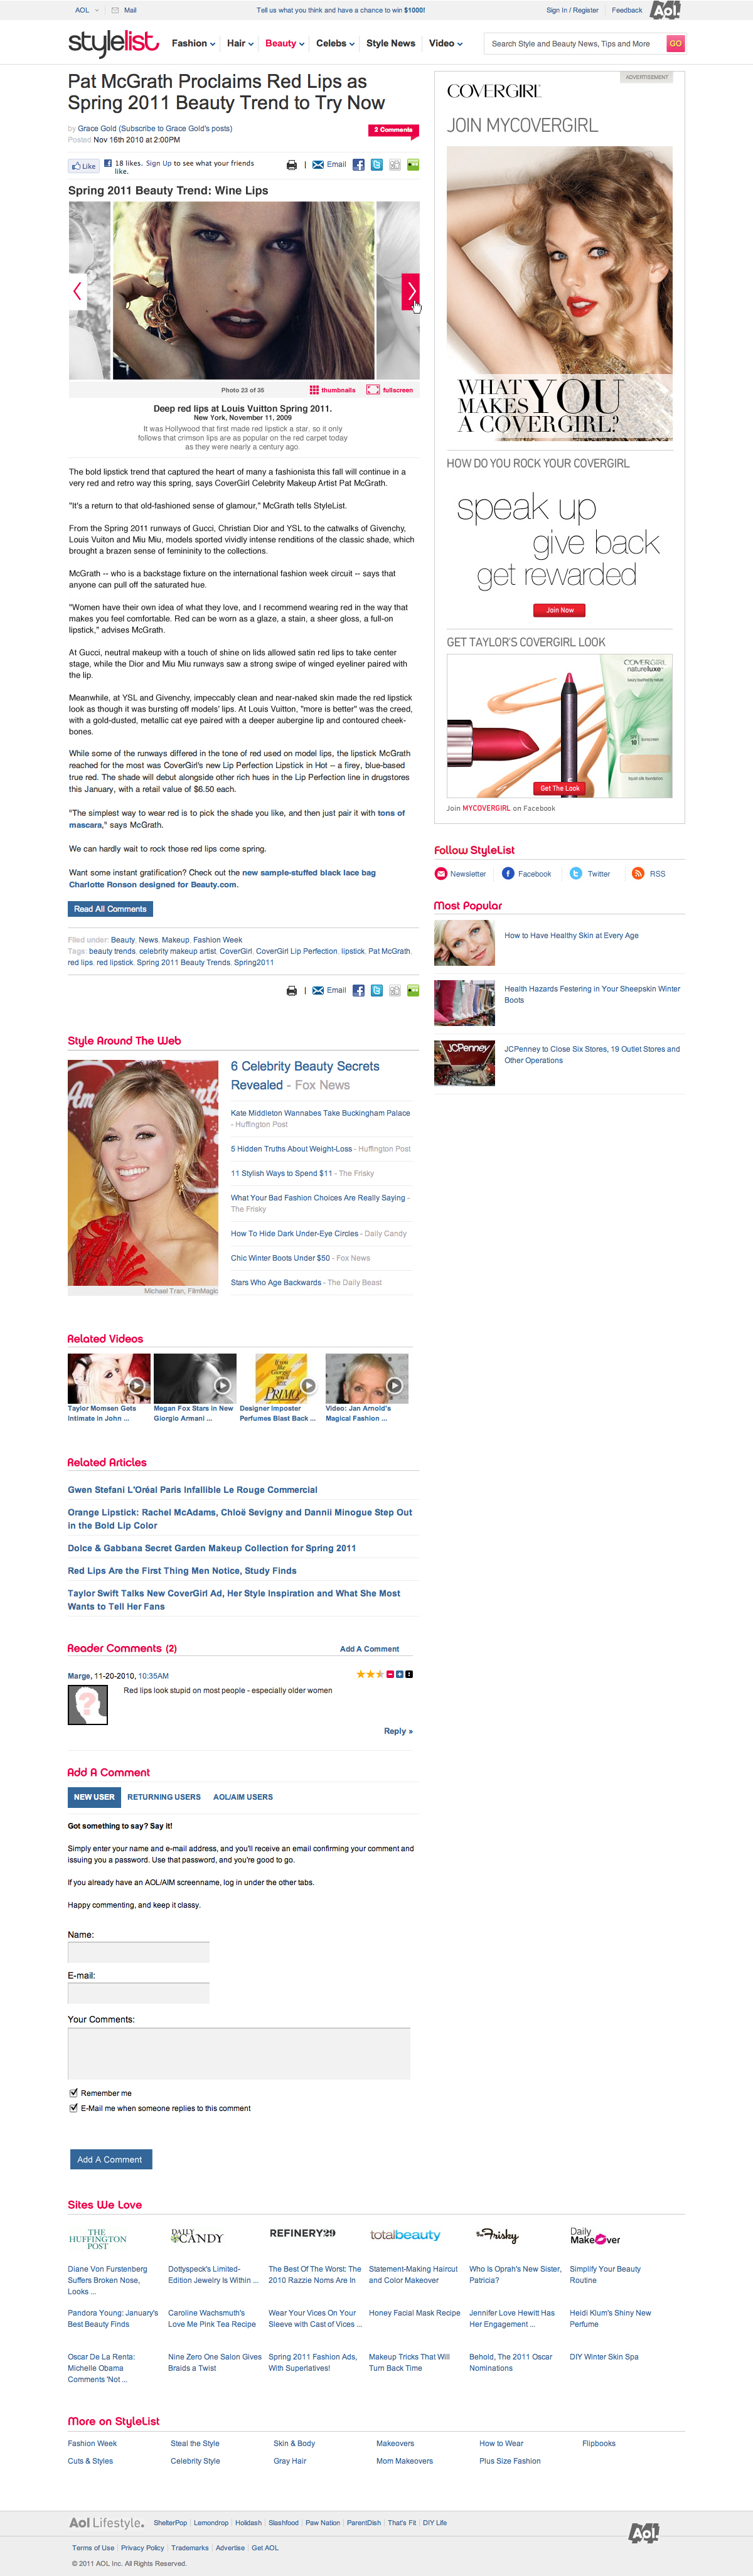 AOL
Mail
Tell us what you think and have a chance to win $1000!
Sign In / Register
Feedback
Aol.
stylelist
Fashion
Hair
Beauty
Celebs
Style News
Video
Search Style and Beauty News, Tips and More
GO
Pat McGrath Proclaims Red Lips as
Spring 2011 Beauty Trend to Try Now
by Grace Gold (Subscribe to Grace Gold's posts)
Posted Nov 16th 2010 at 2:00PM
2 Comments
Like
18 likes. Sign Up to see what your friends
like.
Email
Spring 2011 Beauty Trend: Wine Lips
Photo 23 of 35
thumbnails
fullscreen
Deep red lips at Louis Vuitton Spring 2011.
New York, November 11, 2009
It was Hollywood that first made red lipstick a star, so it only
follows that crimson lips are as popular on the red carpet today
as they were nearly a century ago.
The bold lipstick trend that captured the heart of many a fashionista this fall will continue in a
very red and retro way this spring, says CoverGirl Celebrity Makeup Artist Pat McGrath.
"It's a return to that old-fashioned sense of glamour," McGrath tells StyleList.
From the Spring 2011 runways of Gucci, Christian Dior and YSL to the catwalks of Givenchy,
Louis Vuiton and Miu Miu, models sported vividly intense renditions of the classic shade, which
brought a brazen sense of femininity to the collections.
McGrath -- who is a backstage fixture on the international fashion week circuit -- says that
anyone can pull off the saturated hue.
"Women have their own idea of what they love, and I recommend wearing red in the way that
makes you feel comfortable. Red can be worn as a glaze, a stain, a sheer gloss, a full-on
lipstick," advises McGrath.
At Gucci, neutral makeup with a touch of shine on lids allowed satin red lips to take center
stage, while the Dior and Miu Miu runways saw a strong sweep of winged eyeliner paired with
the lip.
Meanwhile, at YSL and Givenchy, impeccably clean and near-naked skin made the red lipstick
look as though it was bursting off models' lips. At Louis Vuitton, "more is better" was the creed,
with a gold-dusted, metallic cat eye paired with a deeper aubergine lip and contoured cheek-
bones.
While some of the runways differed in the tone of red used on model lips, the lipstick McGrath
reached for the most was CoverGirl's new Lip Perfection Lipstick in Hot -- a firey, blue-based
true red. The shade will debut alongside other rich hues in the Lip Perfection line in drugstores
this January, with a retail value of $6.50 each.
"The simplest way to wear red is to pick the shade you like, and then just pair it with tons of
mascara," says McGrath.
We can hardly wait to rock those red lips come spring.
Want some instant gratification? Check out the new sample-stuffed black lace bag
Charlotte Ronson designed for Beauty.com.
Read All Comments
Filed under: Beauty, News, Makeup, Fashion Week
Tags: beauty trends, celebrity makeup artist, CoverGirl, CoverGirl Lip Perfection, lipstick, Pat McGrath,
red lips, red lipstick, Spring 2011 Beauty Trends, Spring2011
Email
ADVERTISEMENT
COVERGIRL
JOIN MYCOVERGIRL
WHAT YOU
MAKES
A COVERGIRL?
HOW DO YOU ROCK YOUR COVERGIRL
speak up
give back
get rewarded
Join Now
GET TAYLOR'S COVERGIRL LOOK
COVERGIRL
natureluxe
SPF
10
sunscreen
liquid silk foundation
Get The Look
Join MYCOVERGIRL on Facebook
Follow StyleList
Newsletter
Facebook
Twitter
RSS
Most Popular
How to Have Healthy Skin at Every Age
Health Hazards Festering in Your Sheepskin Winter
Boots
JCPenney
JCPenney to Close Six Stores, 19 Outlet Stores and
Other Operations
Style Around The Web
Michael Tran, FilmMagic
6 Celebrity Beauty Secrets
Revealed - Fox News
Kate Middleton Wannabes Take Buckingham Palace
- Huffington Post
5 Hidden Truths About Weight-Loss - Huffington Post
11 Stylish Ways to Spend $11 - The Frisky
What Your Bad Fashion Choices Are Really Saying -
The Frisky
How To Hide Dark Under-Eye Circles - Daily Candy
Chic Winter Boots Under $50 - Fox News
Stars Who Age Backwards - The Daily Beast
Related Videos
PRIMO!
Taylor Momsen Gets
Intimate in John ...
Megan Fox Stars in New
Giorgio Armani ...
Designer Imposter
Perfumes Blast Back ...
Video: Jan Arnold's
Magical Fashion ...
Related Articles
Gwen Stefani L'Oréal Paris Infallible Le Rouge Commercial
Orange Lipstick: Rachel McAdams, Chloë Sevigny and Dannii Minogue Step Out
in the Bold Lip Color
Dolce & Gabbana Secret Garden Makeup Collection for Spring 2011
Red Lips Are the First Thing Men Notice, Study Finds
Taylor Swift Talks New CoverGirl Ad, Her Style Inspiration and What She Most
Wants to Tell Her Fans
Reader Comments (2)
Add A Comment
Marge, 11-20-2010, 10:35AM
Red lips look stupid on most people - especially older women
Reply »
Add A Comment
NEW USER
RETURNING USERS
AOL/AIM USERS
Got something to say? Say it!
Simply enter your name and e-mail address, and you'll receive an email confirming your comment and
issuing you a password. Use that password, and you're good to go.
If you already have an AOL/AIM screenname, log in under the other tabs.
Happy commenting, and keep it classy.
Name:
E-mail:
Your Comments:
Remember me
E-Mail me when someone replies to this comment
Add A Comment
Sites We Love
THE
HUFFINGTON
POST
DAILY
CANDY
REFINERY29
totalbeauty
the Frisky
Daily
MakeOver
Diane Von Furstenberg
Suffers Broken Nose,
Looks ...
Dottyspeck's Limited-
Edition Jewelry Is Within ...
The Best Of The Worst: The
2010 Razzie Noms Are In
Statement-Making Haircut
and Color Makeover
Who Is Oprah's New Sister,
Patricia?
Simplify Your Beauty
Routine
Pandora Young: January's
Best Beauty Finds
Caroline Wachsmuth's
Love Me Pink Tea Recipe
Wear Your Vices On Your
Sleeve with Cast of Vices ...
Honey Facial Mask Recipe
Jennifer Love Hewitt Has
Her Engagement ...
Heidi Klum's Shiny New
Perfume
Oscar De La Renta:
Michelle Obama
Comments 'Not ...
Nine Zero One Salon Gives
Braids a Twist
Spring 2011 Fashion Ads,
With Superlatives!
Makeup Tricks That Will
Turn Back Time
Behold, The 2011 Oscar
Nominations
DIY Winter Skin Spa
More on StyleList
Fashion Week
Steal the Style
Skin & Body
Makeovers
How to Wear
Flipbooks
Cuts & Styles
Celebrity Style
Gray Hair
Mom Makeovers
Plus Size Fashion
Aol Lifestyle.
ShelterPop
Lemondrop
Holidash
Slashfood
Paw Nation
ParentDish
That's Fit
DIY Life
Aol.
Terms of Use
Privacy Policy
Trademarks
Advertise
Get AOL
© 2011 AOL Inc. All Rights Reserved.